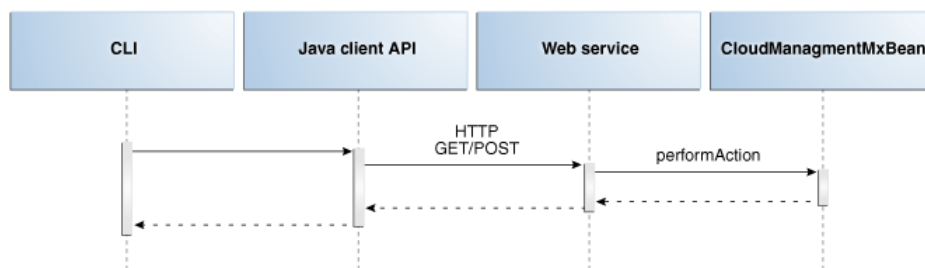 CLI
Java client API
Web service
CloudManagmentMxBean
HTTP
GET/POST
performAction